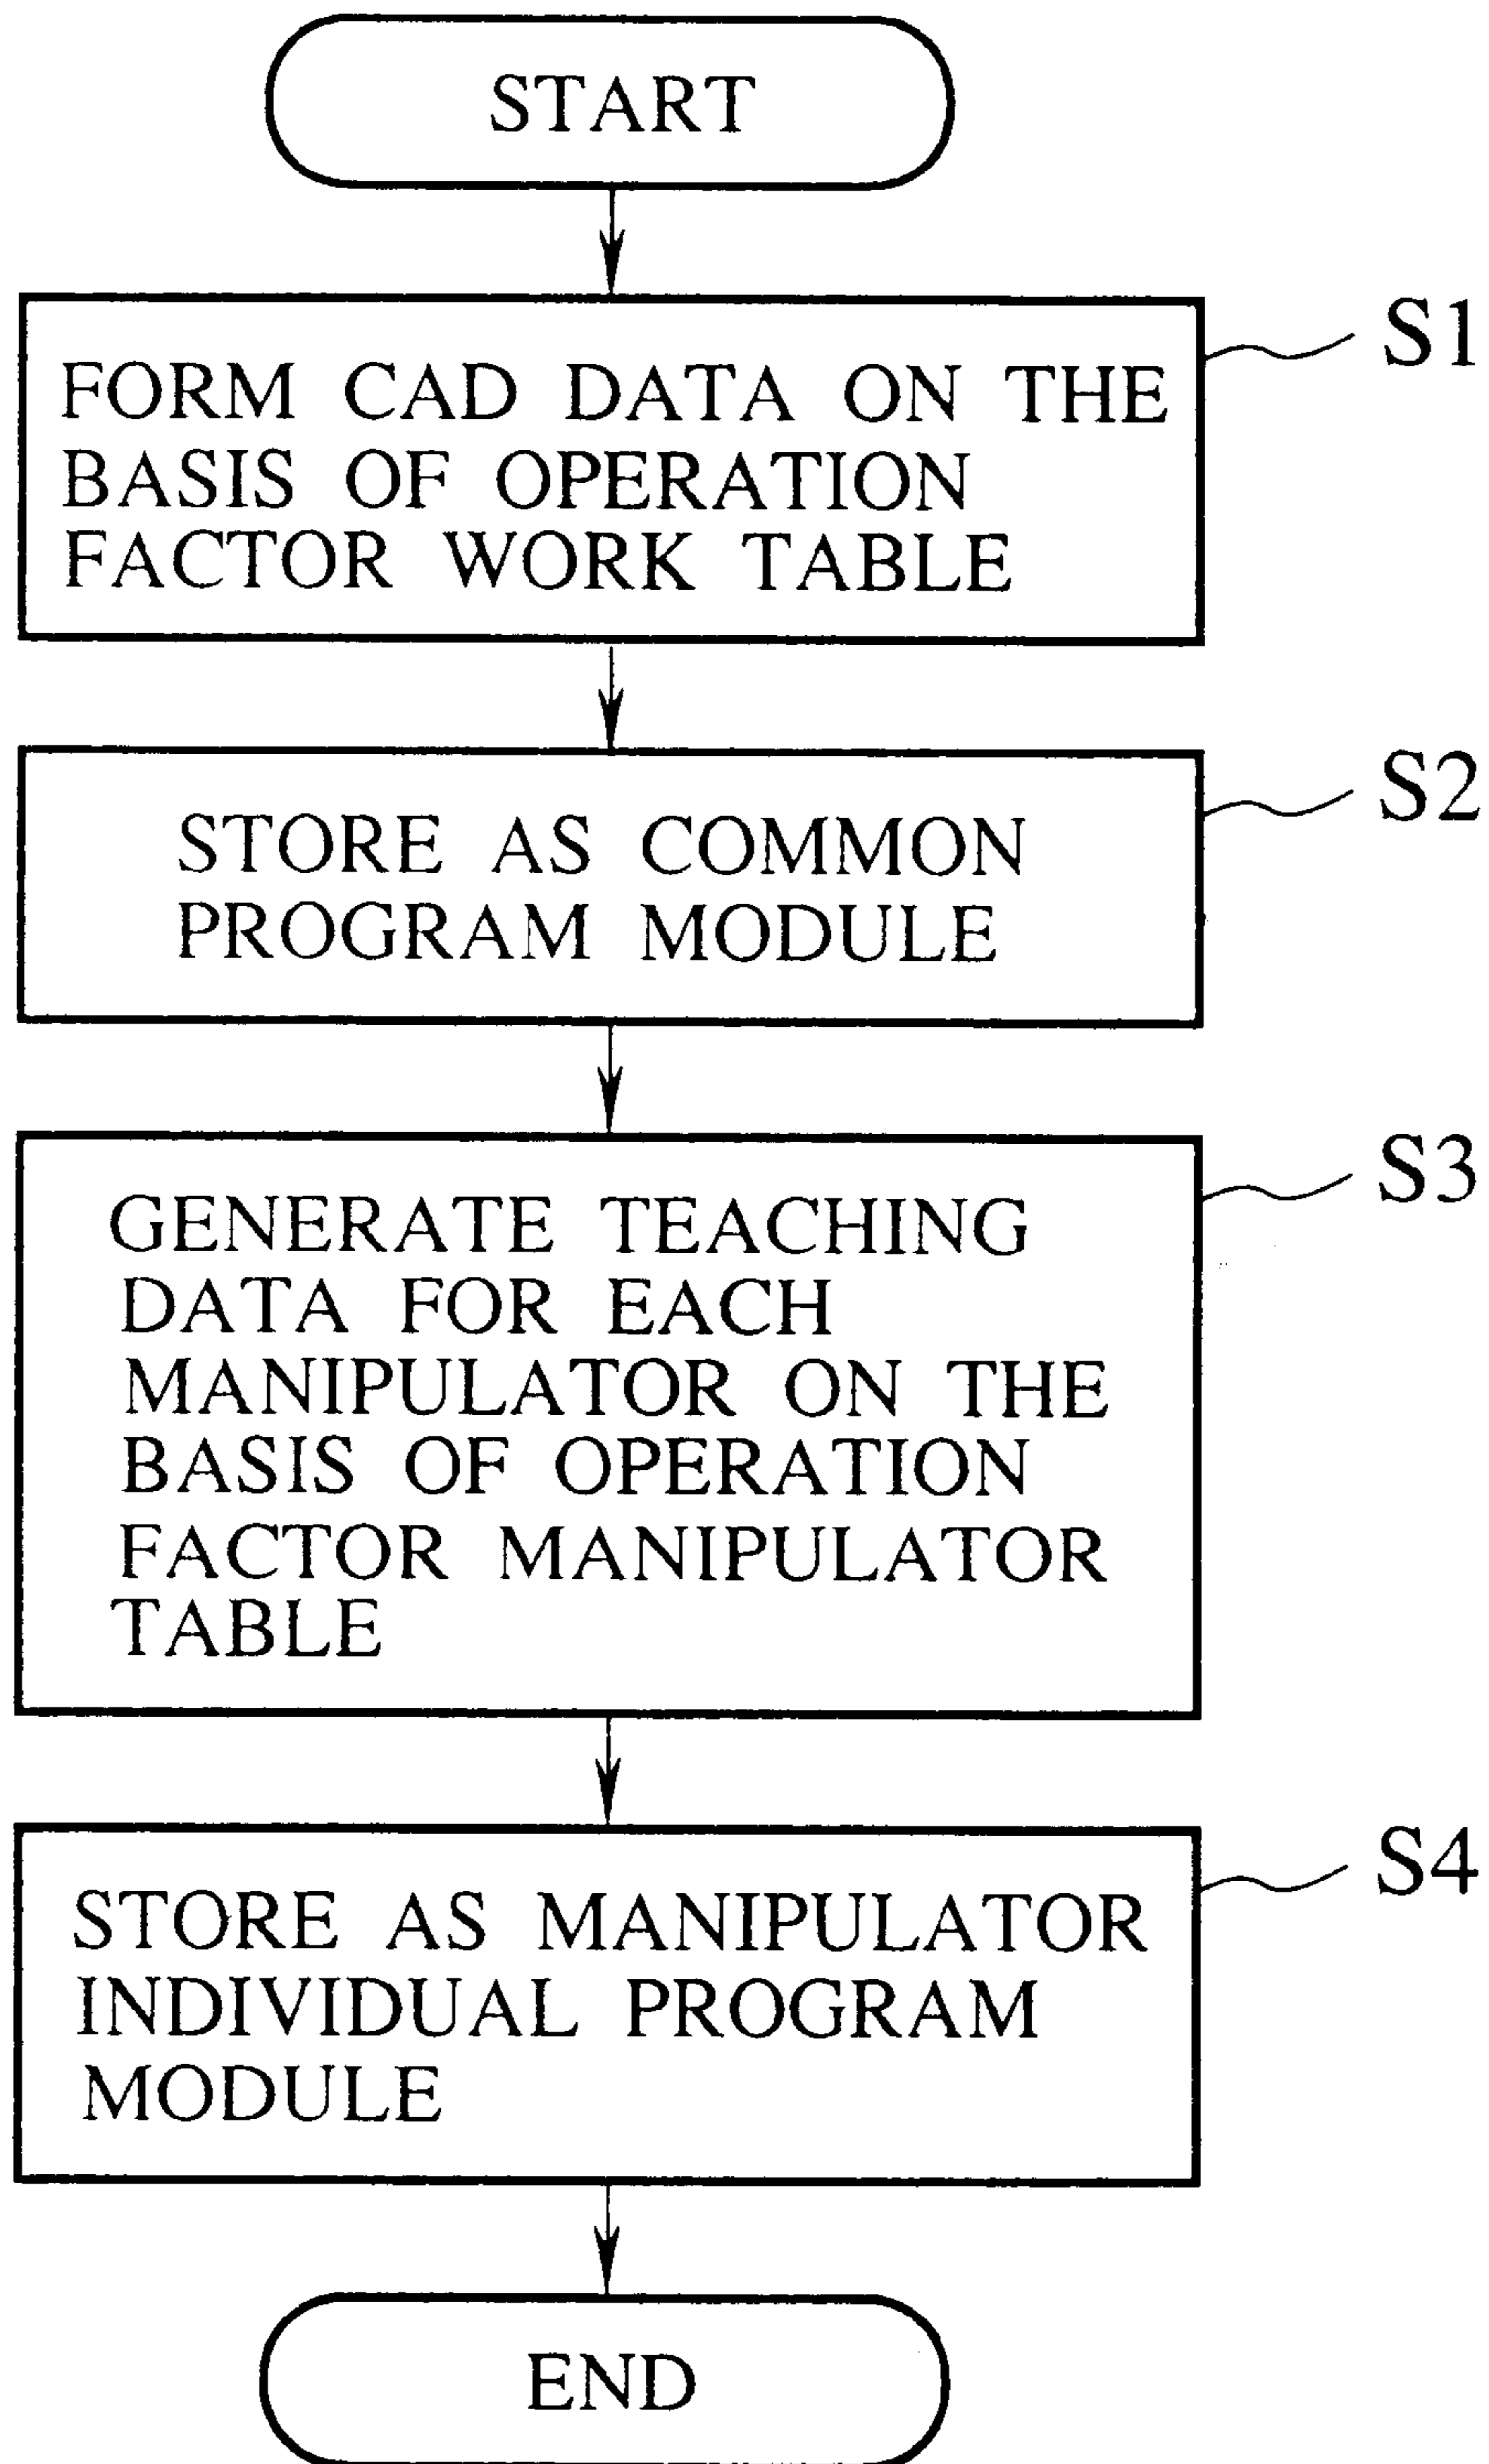 START
S1
FORM CAD DATA ON THE
BASIS OF OPERATION
FACTOR WORK TABLE
S2
STORE AS COMMON
PROGRAM MODULE
S3
GENERATE TEACHING
DATA FOR EACH
MANIPULATOR ON THE
BASIS OF OPERATION
FACTOR MANIPULATOR
TABLE
S4
STORE AS MANIPULATOR
INDIVIDUAL PROGRAM
MODULE
END